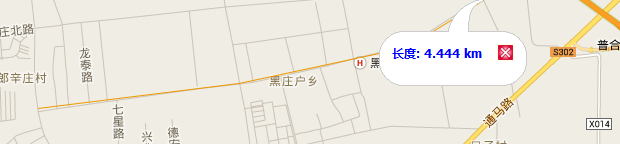 庄北路
龙泰路
郎辛庄村
七星路
兴
德
黑庄户乡
H
黑
长度: 4.444 km
S302
普合
通马路
X014